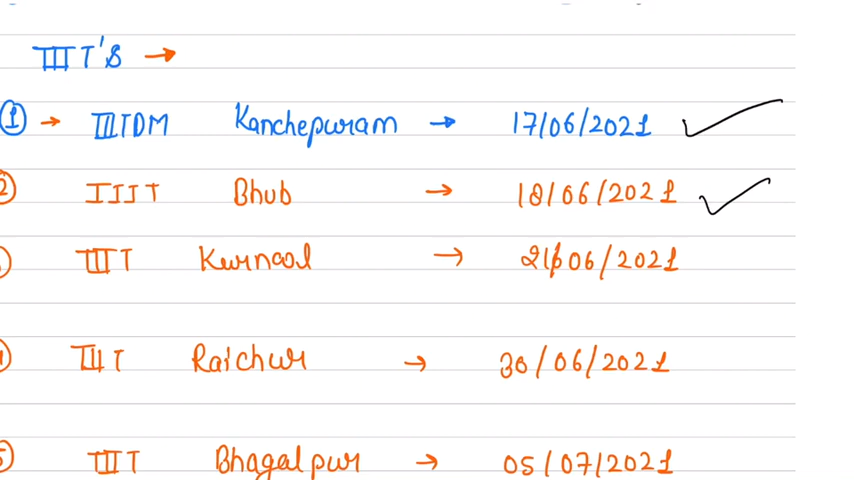 IIIT'S →
① → IIITDM Kanchepuram → 17/06/2021
② IIIT Bhub → 18/06/2021
IIIT Kurnool → 21/06/2021
IIIT Raichur → 30/06/2021
⑤ IIIT Bhagalpur → 05/07/2021